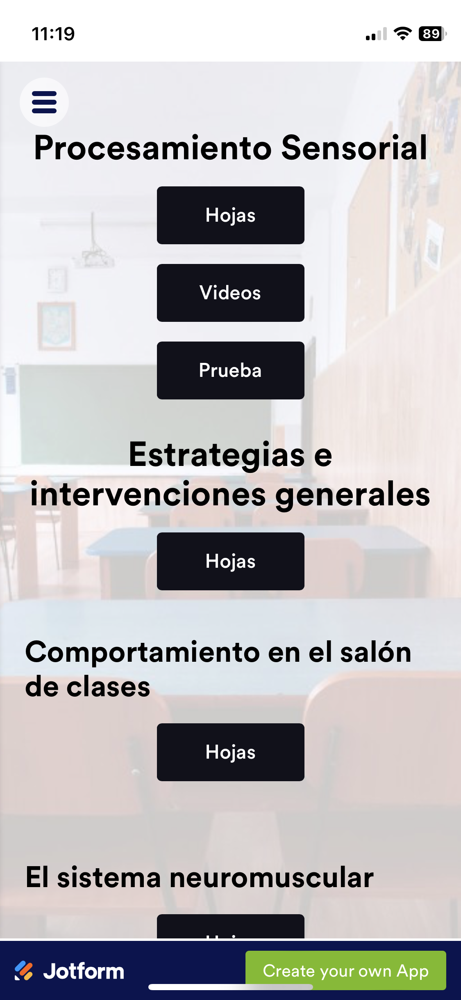 11:19
89
Procesamiento Sensorial
Hojas
Videos
Prueba
Estrategias e
intervenciones generales
Hojas
Comportamiento en el salón
de clases
Hojas
El sistema neuromuscular
Jotform
Create your own App